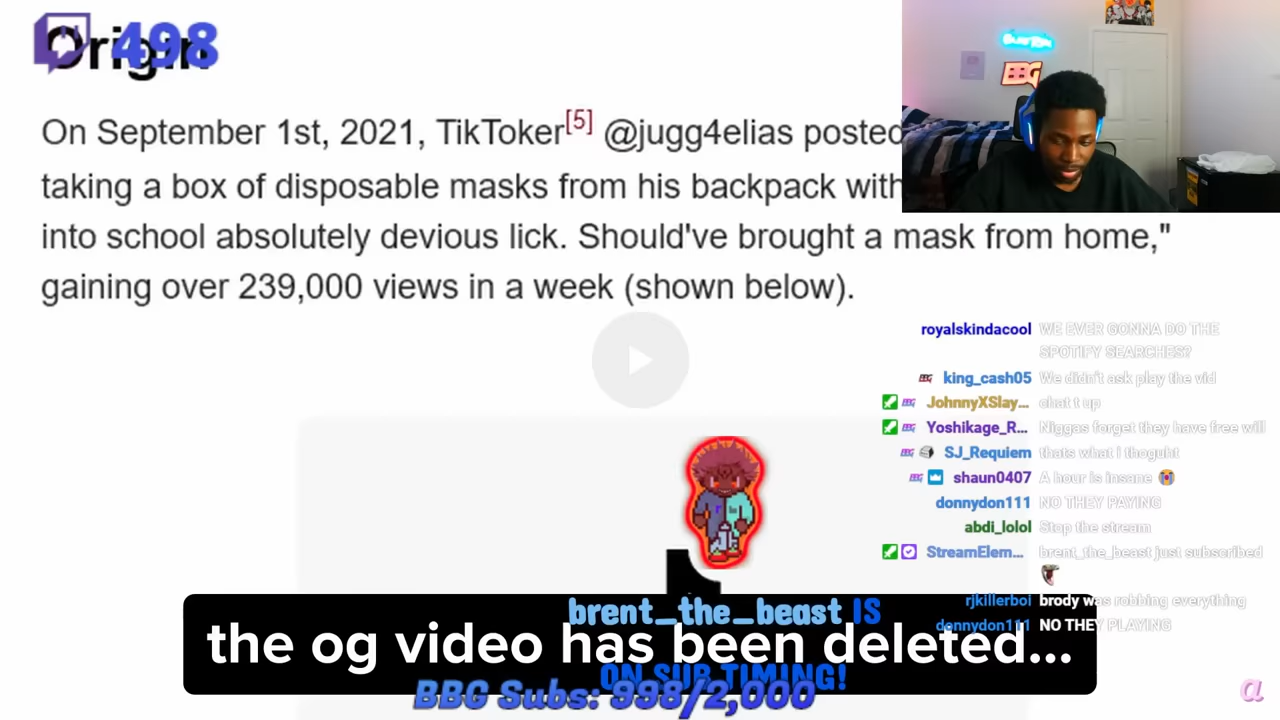 Origin
498
On September 1st, 2021, TikToker[5] @jugg4elias posted
taking a box of disposable masks from his backpack with
into school absolutely devious lick. Should've brought a mask from home,"
gaining over 239,000 views in a week (shown below).
BBG
royalskindacool WE EVER GONNA DO THE
SPOTIFY SEARCHES?
king_cash05 We didn't ask play the vid
JohnnyXSlay... chat t up
Yoshikage_R... Niggas forget they have free will
SJ_Requiem thats what I thoguht
shaun0407 A hour is insane 😭
donnydon111 NO THEY PAYING
abdi_lolol Stop the stream
StreamElem... brent_the_beast just subscribed
rjkillerboi brody was robbing everything
donnydon111 NO THEY PLAYING
brent_the_beast IS
the og video has been deleted...
ON SUB TIMING!
BBG Subs: 998/2,000
a